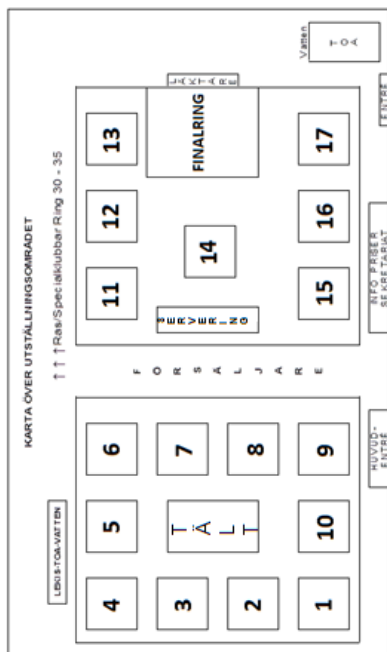 KARTA ÖVER UTSTÄLLNINGSOMRÅDET
↑ ↑ ↑ Ras/Specialklubbar Ring 30 - 35
LEKIS-TOA-VATTEN
4
5
6
11
12
13
3
TÄLT
7
FÖRSÄLJARE
SERVERING
14
FINALRING
LÄKTARE
2
8
1
10
9
15
16
17
HUVUD-
ENTRE
INFO PRISER
SEKRETARIAT
ENTRE
Vatten
TOA